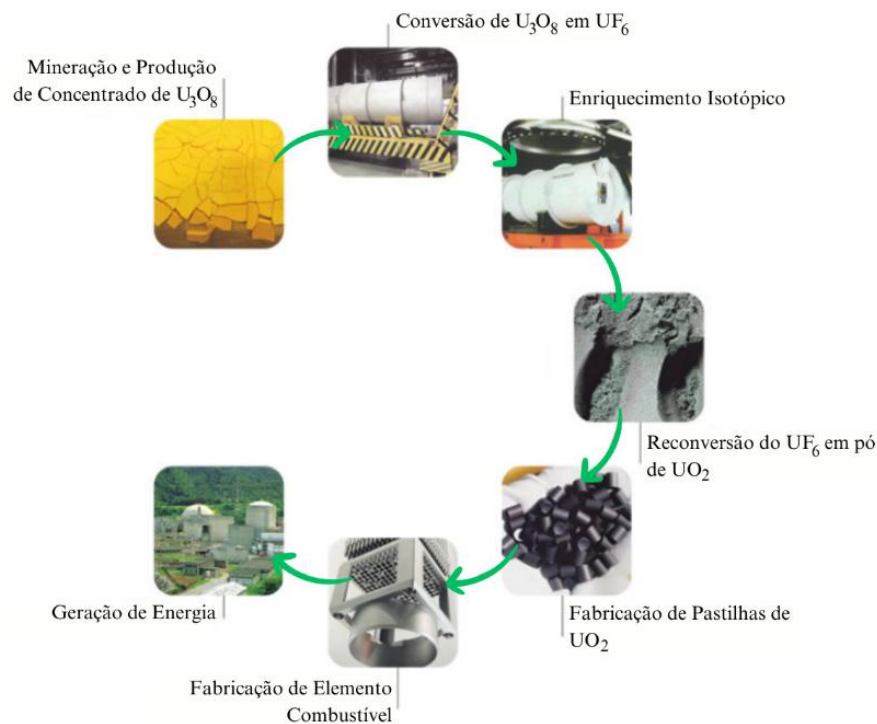 Conversão de U₃O₈ em UF₆
Mineração e Produção
de Concentrado de U₃O₈
Enriquecimento Isotópico
Reconversão do UF₆ em pó
de UO₂
Fabricação de Pastilhas de
UO₂
Fabricação de Elemento
Combustível
Geração de Energia